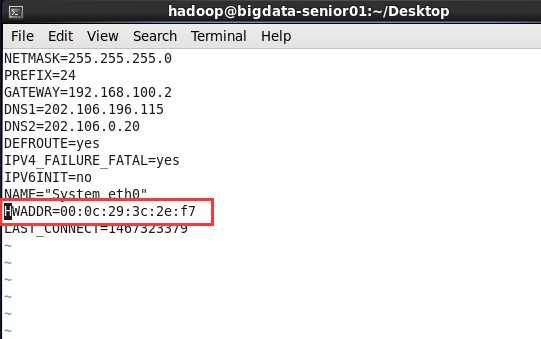 hadoop@bigdata-senior01:~/Desktop
File Edit View Search Terminal Help
NETMASK=255.255.255.0
PREFIX=24
GATEWAY=192.168.100.2
DNS1=202.106.196.115
DNS2=202.106.0.20
DEFROUTE=yes
IPV4_FAILURE_FATAL=yes
IPV6INIT=no
NAME="System eth0"
HWADDR=00:0c:29:3c:2e:f7
LAST_CONNECT=1467323379
~
~
~
~
~
~